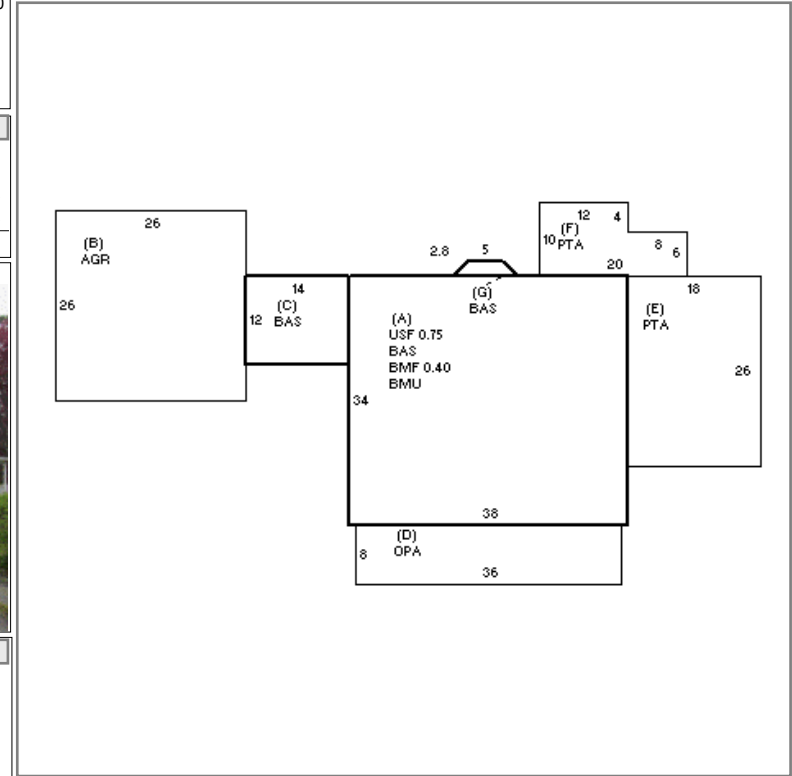 26
(B)
AGR
26
14
(C)
12 BAS
2.8 5
(G)
BAS
(A)
USF 0.75
BAS
BMF 0.40
BMU
34
38
12 4
(F)
10 PTA
8 6
20
18
(E)
PTA
26
(D)
8 OPA
36